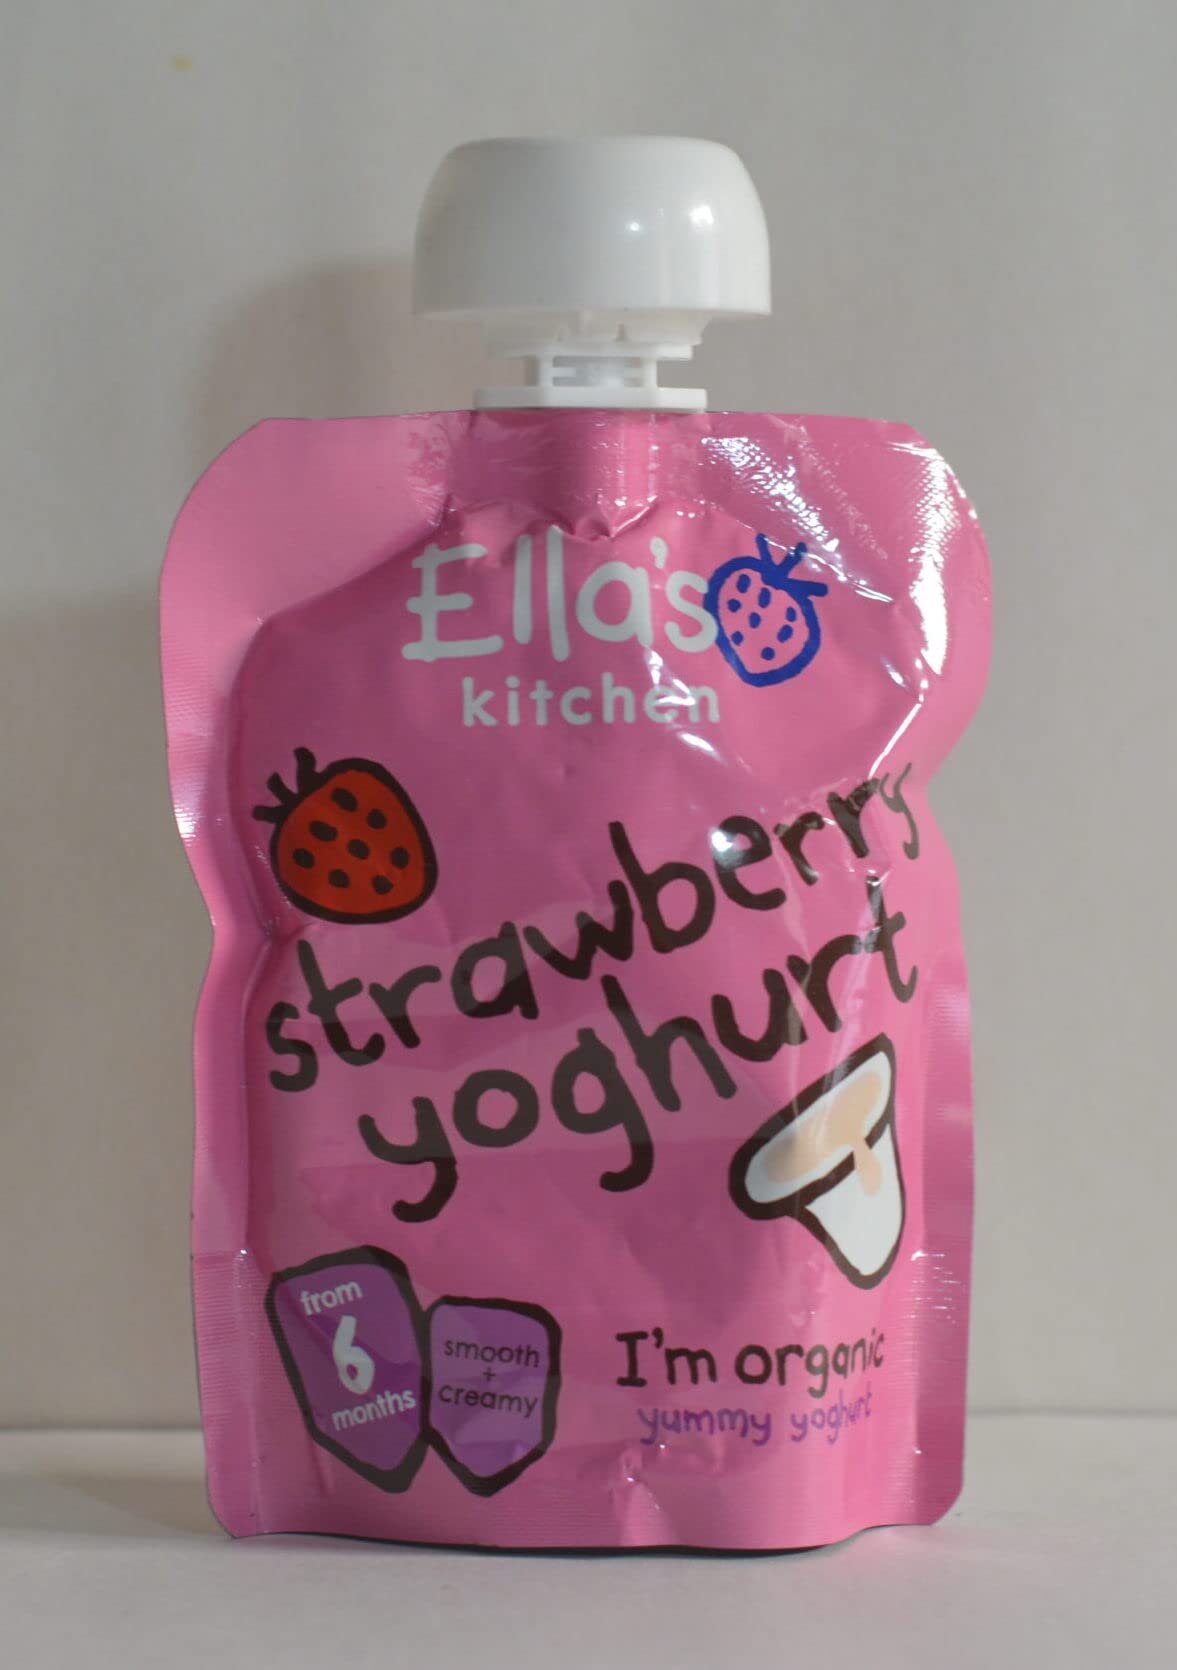 Ella's
kitchen
strawberry
yoghurt
from
6
months
smooth
+
creamy
I'm organic
yummy yoghurt